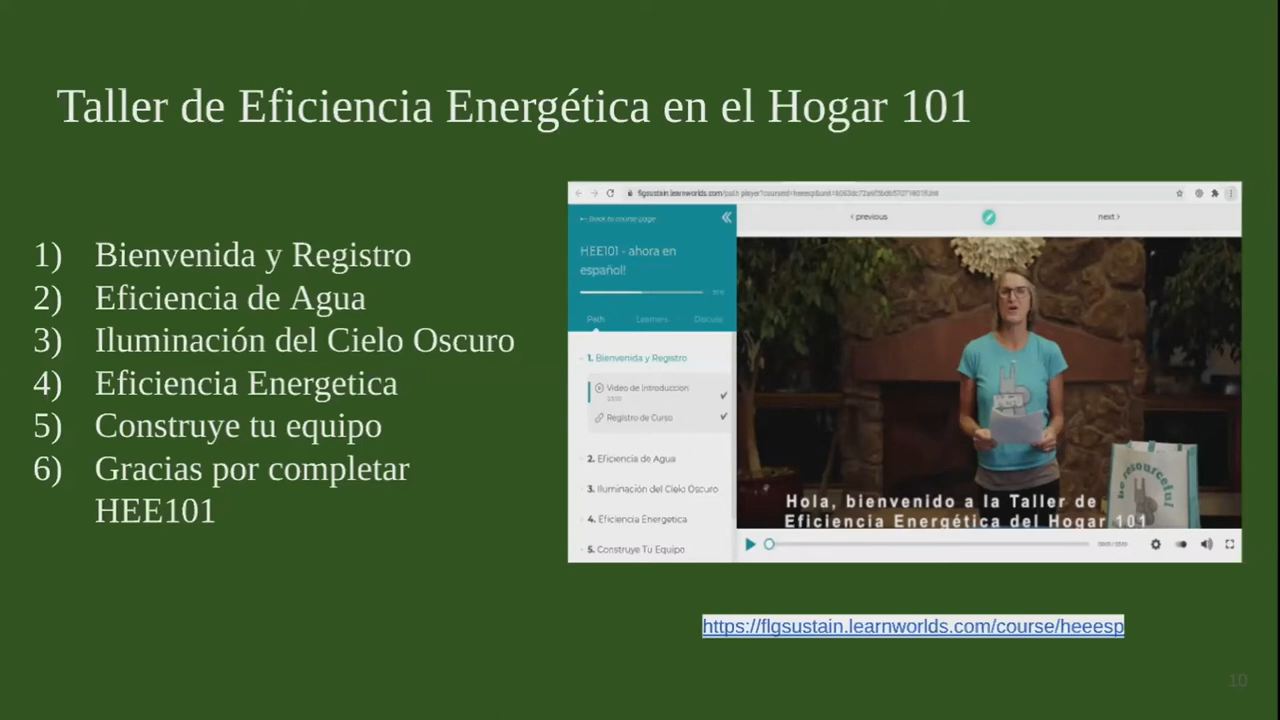 Taller de Eficiencia Energética en el Hogar 101
1) Bienvenida y Registro
2) Eficiencia de Agua
3) Iluminación del Cielo Oscuro
4) Eficiencia Energetica
5) Construye tu equipo
6) Gracias por completar
HEE101
← Back to course page
HEE101 - ahora en
español!
Path Learners Discuss
1. Bienvenida y Registro
Video de Introduccion
Registro de Curso
2. Eficiencia de Agua
3. Iluminación del Cielo Oscuro
4. Eficiencia Energetica
5. Construye Tu Equipo
‹ previous
next ›
be resourceful
Hola, bienvenido a la Taller de
Eficiencia Energética del Hogar 101
https://flgsustain.learnworlds.com/course/heeesp
10